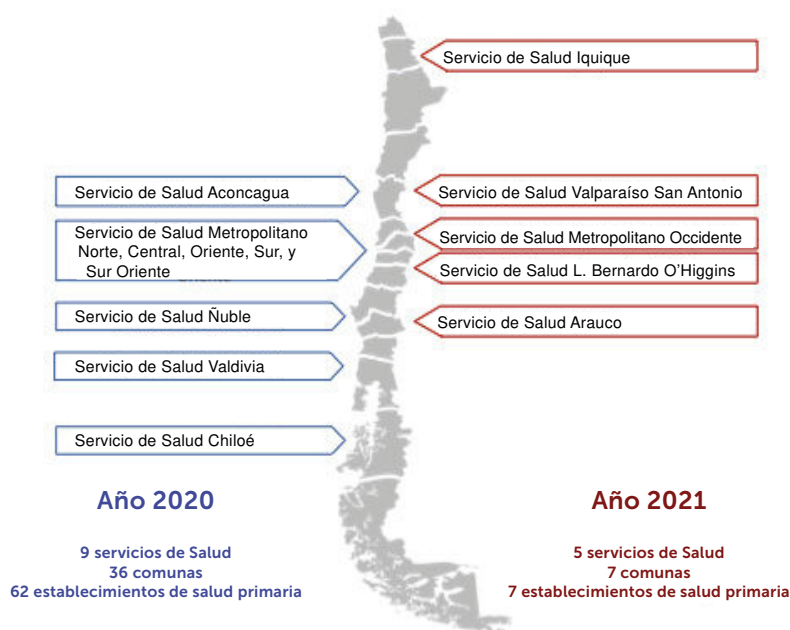 Servicio de Salud Iquique
Servicio de Salud Aconcagua
Servicio de Salud Valparaíso San Antonio
Servicio de Salud Metropolitano
Norte, Central, Oriente, Sur, y
Sur Oriente
Servicio de Salud Metropolitano Occidente
Servicio de Salud L. Bernardo O'Higgins
Servicio de Salud Ñuble
Servicio de Salud Arauco
Servicio de Salud Valdivia
Servicio de Salud Chiloé
Año 2020
9 servicios de Salud
36 comunas
62 establecimientos de salud primaria
Año 2021
5 servicios de Salud
7 comunas
7 establecimientos de salud primaria